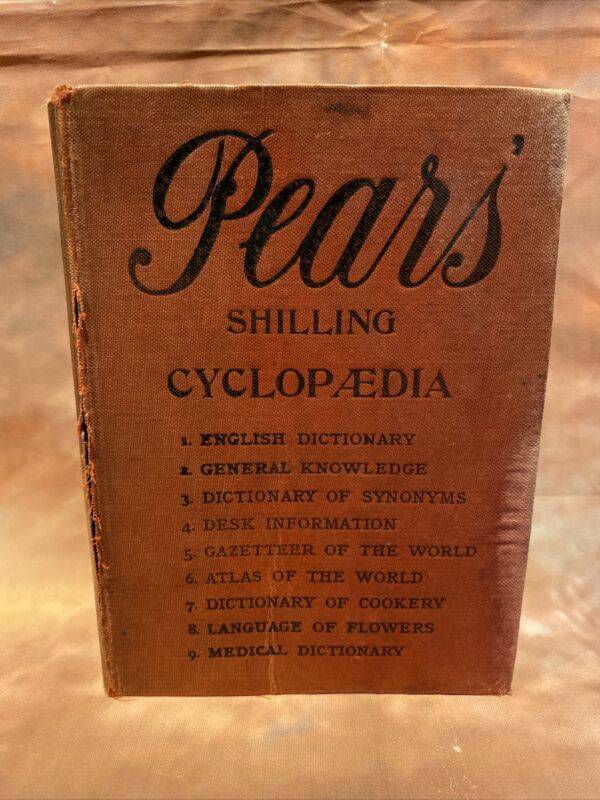 Pears'
SHILLING
CYCLOPÆDIA
1. ENGLISH DICTIONARY
2. GENERAL KNOWLEDGE
3. DICTIONARY OF SYNONYMS
4. DESK INFORMATION
5. GAZETTEER OF THE WORLD
6. ATLAS OF THE WORLD
7. DICTIONARY OF COOKERY
8. LANGUAGE OF FLOWERS
9. MEDICAL DICTIONARY